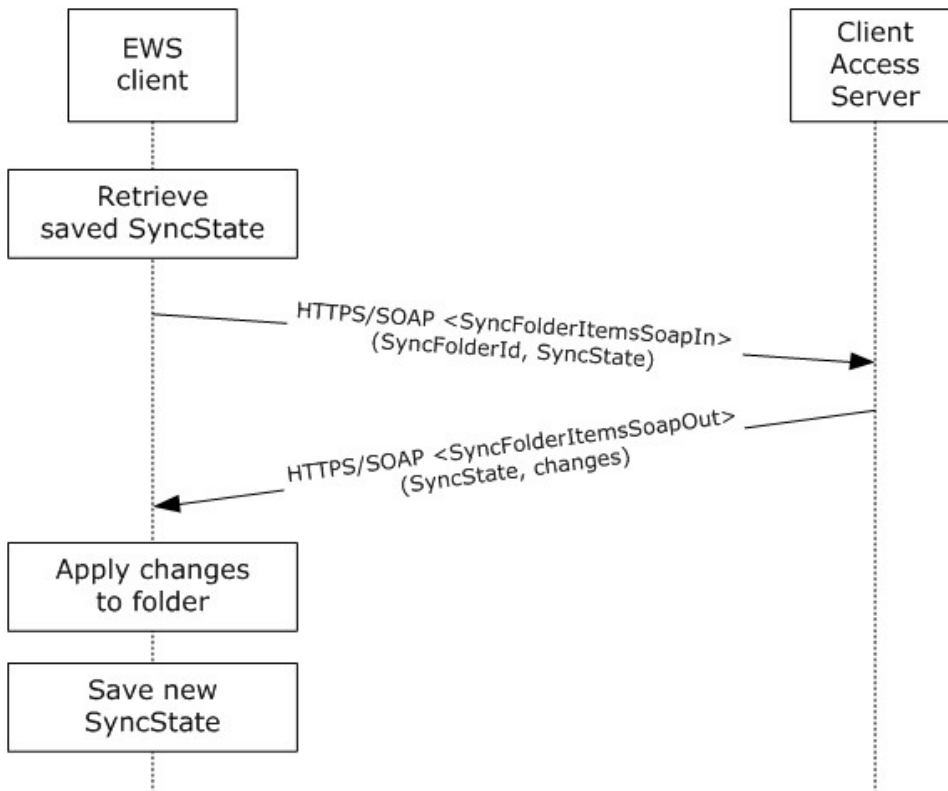 EWS
client
Client
Access
Server
Retrieve
saved SyncState
HTTPS/SOAP <SyncFolderItemsSoapIn>
(SyncFolderId, SyncState)
HTTPS/SOAP <SyncFolderItemsSoapOut>
(SyncState, changes)
Apply changes
to folder
Save new
SyncState